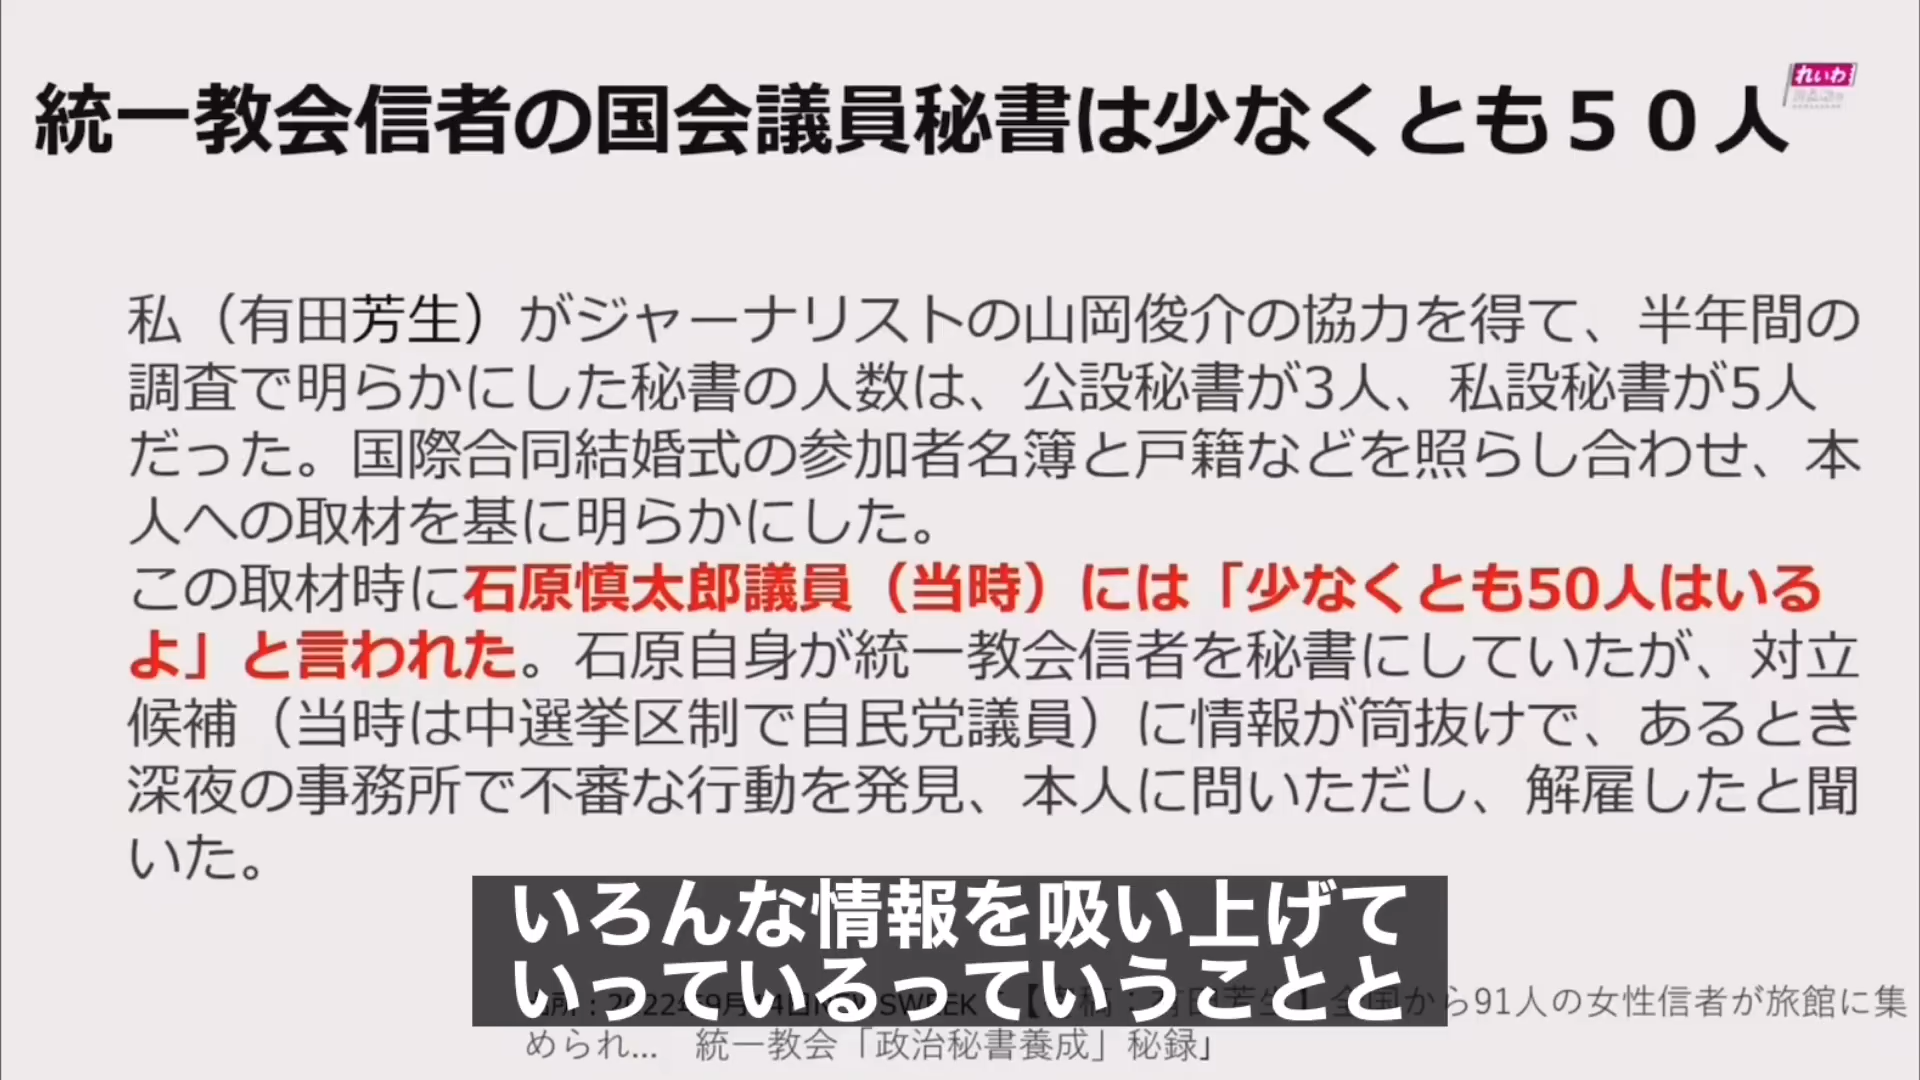 統一教会信者の国会議員秘書は少なくとも５０人
れいわ
私（有田芳生）がジャーナリストの山岡俊介の協力を得て、半年間の
調査で明らかにした秘書の人数は、公設秘書が3人、私設秘書が5人
だった。国際合同結婚式の参加者名簿と戸籍などを照らし合わせ、本
人への取材を基に明らかにした。
この取材時に石原慎太郎議員（当時）には「少なくとも50人はいる
よ」と言われた。石原自身が統一教会信者を秘書にしていたが、対立
候補（当時は中選挙区制で自民党議員）に情報が筒抜けで、あるとき
深夜の事務所で不審な行動を発見、本人に問いただし、解雇したと聞
いた。
いろんな情報を吸い上げて
いっているっていうことと
全国から91人の女性信者が旅館に集
められ...　統一教会「政治秘書養成」秘録」